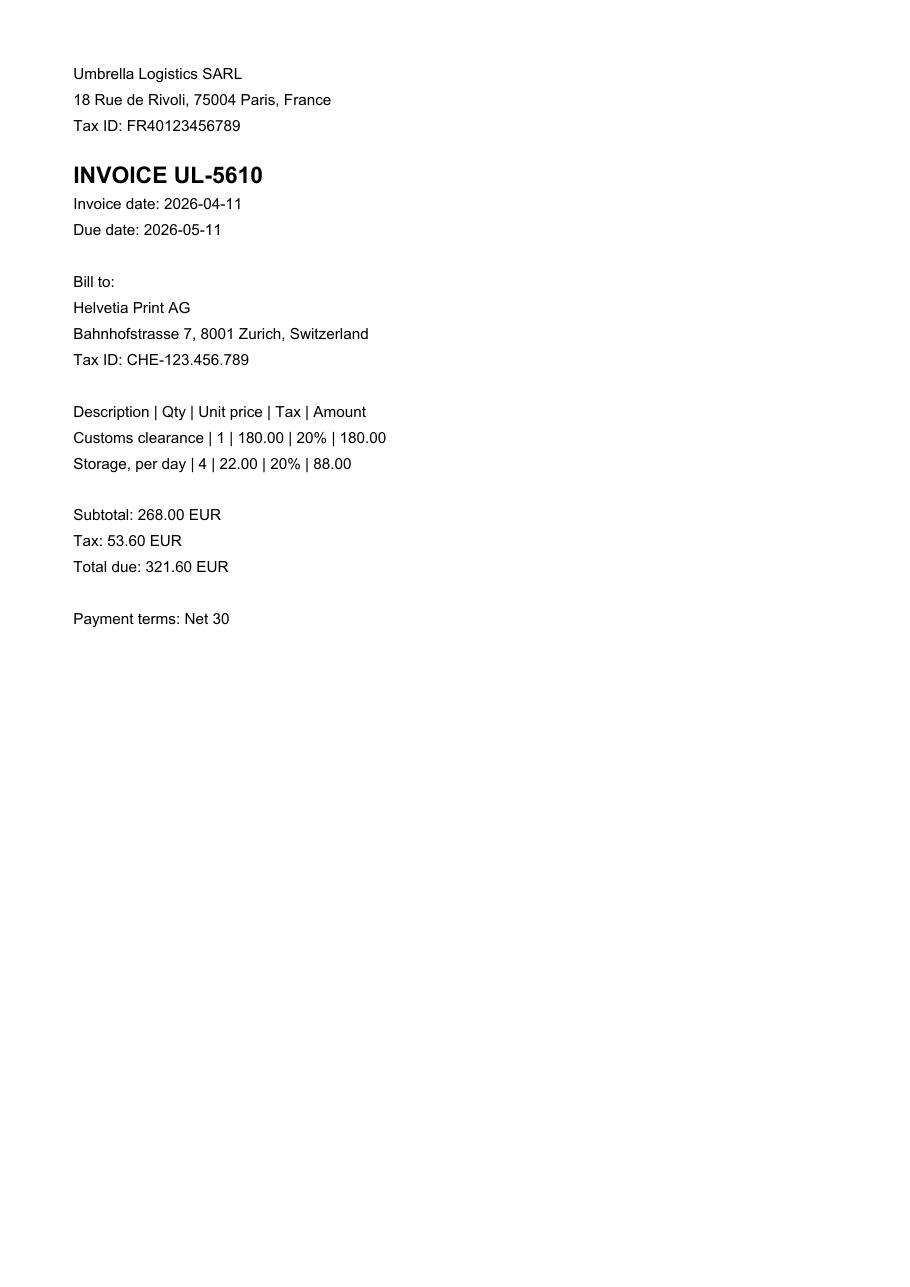 Umbrella Logistics SARL
18 Rue de Rivoli, 75004 Paris, France
Tax ID: FR40123456789
INVOICE UL-5610
Invoice date: 2026-04-11
Due date: 2026-05-11
Bill to:
Helvetia Print AG
Bahnhofstrasse 7, 8001 Zurich, Switzerland
Tax ID: CHE-123.456.789
Description | Qty | Unit price | Tax | Amount
Customs clearance | 1 | 180.00 | 20% | 180.00
Storage, per day | 4 | 22.00 | 20% | 88.00
Subtotal: 268.00 EUR
Tax: 53.60 EUR
Total due: 321.60 EUR
Payment terms: Net 30